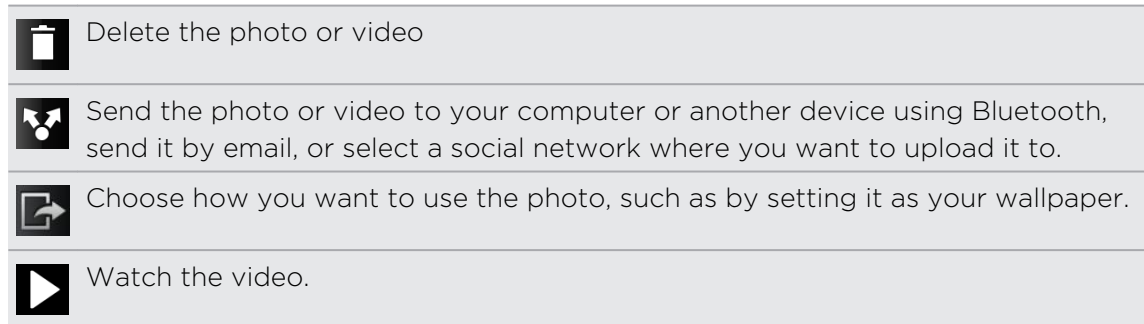 Delete the photo or video
Send the photo or video to your computer or another device using Bluetooth,
send it by email, or select a social network where you want to upload it to.
Choose how you want to use the photo, such as by setting it as your wallpaper.
Watch the video.